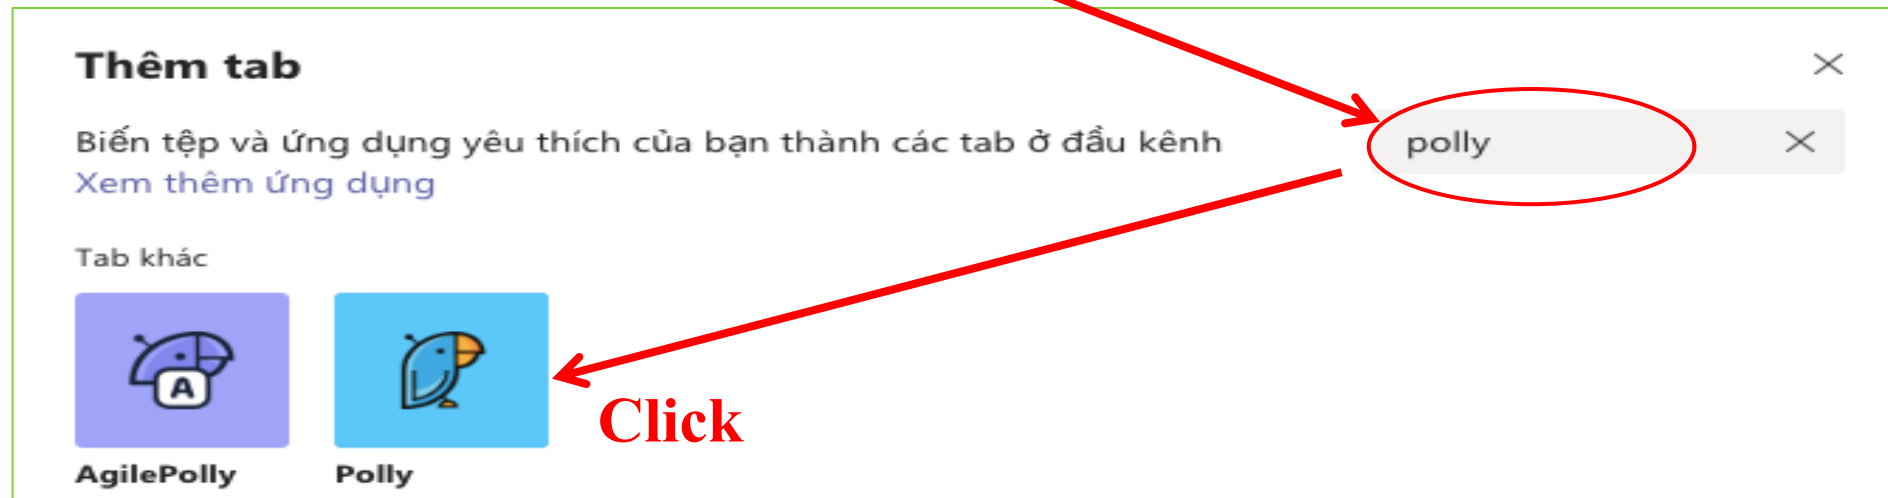 Thêm tab
Biến tệp và ứng dụng yêu thích của bạn thành các tab ở đầu kênh
polly
Xem thêm ứng dụng
Tab khác
A
Click
AgilePolly
Polly